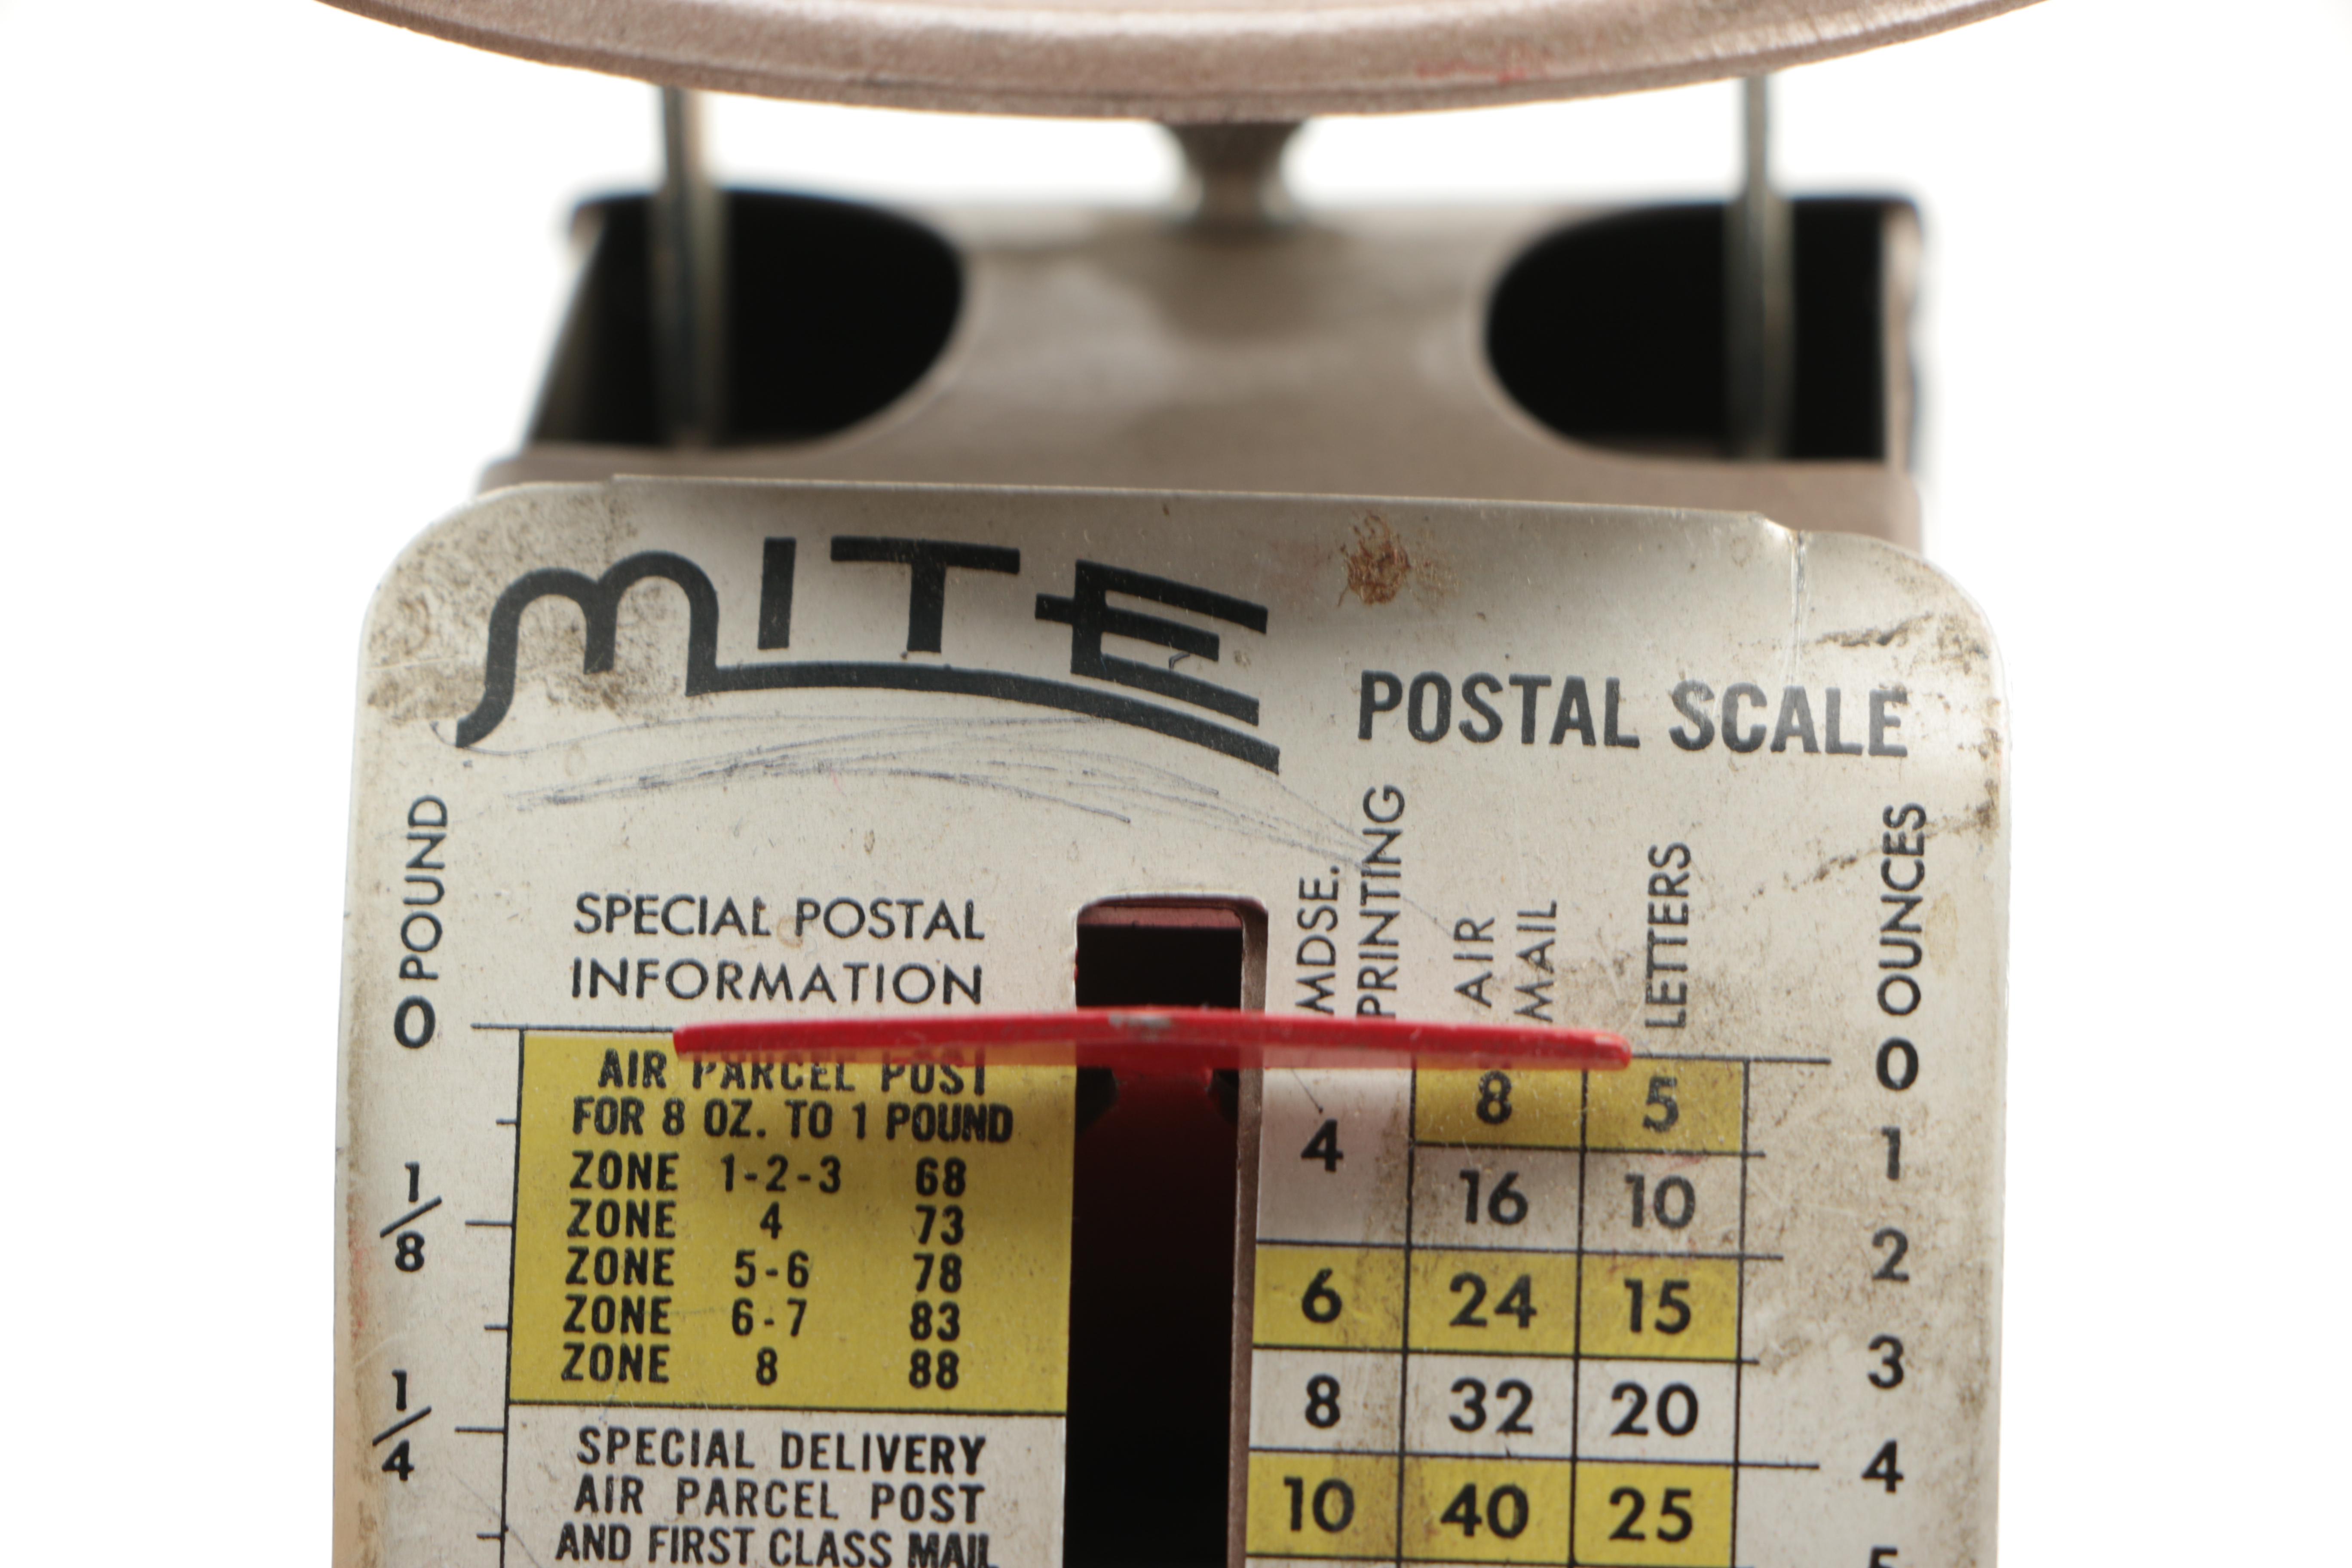 MITE
POSTAL SCALE
0 POUND
SPECIAL POSTAL
INFORMATION
AIR PARCEL POST
FOR 8 OZ. TO 1 POUND
ZONE 1-2-3 68
ZONE 4 73
ZONE 5-6 78
ZONE 6-7 83
ZONE 8 88
SPECIAL DELIVERY
AIR PARCEL POST
AND FIRST CLASS MAIL
1/8
1/4
MDSE.
PRINTING
AIR
MAIL
LETTERS
OUNCES
0
8 5
4
1
16 10
2
6 24 15
3
8 32 20
4
10 40 25
5